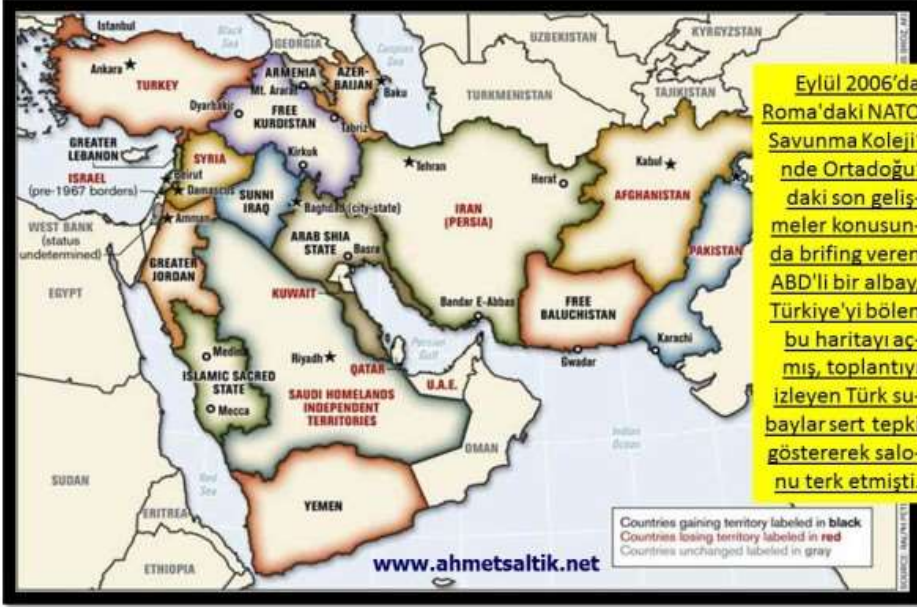 Istanbul
Black
Sea
GEORGIA
Caspian
Sea
UZBEKISTAN
KYRGYZSTAN
Ankara
TURKEY
ARMENIA
Mt. Ararat
AZER-
BAIJAN
Baku
TURKMENISTAN
TAJIKISTAN
Dyarbakir
FREE
KURDISTAN
Tabriz
GREATER
LEBANON
SYRIA
Kirkuk
Tehran
Herat
Kabul
ISRAEL
(pre-1967 borders)
Beirut
Damascus
SUNNI
IRAQ
Baghdad (city-state)
IRAN
(PERSIA)
AFGHANISTAN
WEST BANK
(status
undetermined)
Amman
ARAB SHIA
STATE
Basra
PAKISTAN
GREATER
JORDAN
EGYPT
KUWAIT
Bandar E-Abbas
FREE
BALUCHISTAN
Karachi
Gwadar
Medina
ISLAMIC SACRED
STATE
Mecca
Riyadh
Persian
Gulf
QATAR
U.A.E.
SAUDI HOMELANDS
INDEPENDENT
TERRITORIES
OMAN
Indian
Ocean
SUDAN
Red
Sea
ERITREA
YEMEN
ETHIOPIA
Countries gaining territory labeled in black
Countries losing territory labeled in red
Countries unchanged labeled in gray
www.ahmetsaltik.net
Eylül 2006'da
Roma'daki NATO
Savunma Koleji'
nde Ortadoğu'
daki son geliş-
meler konusun-
da brifing veren
ABD'li bir albay,
Türkiye'yi bölen
bu haritayı aç-
mış, toplantıyı
izleyen Türk su-
baylar sert tepki
göstererek salo-
nu terk etmişti.